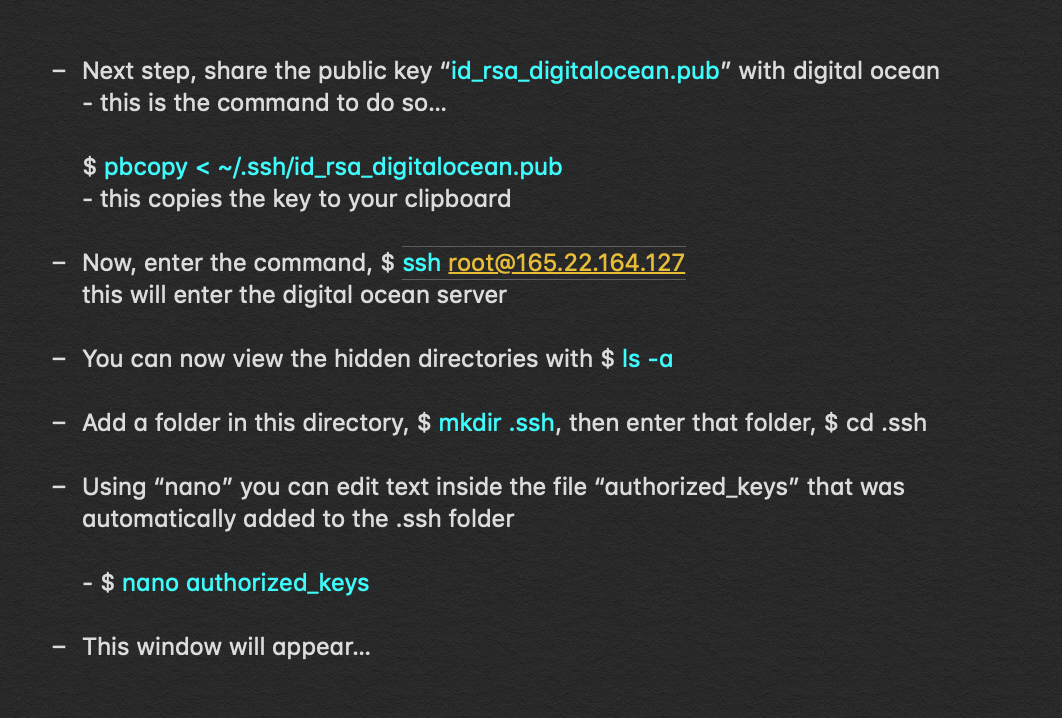 – Next step, share the public key “id_rsa_digitalocean.pub” with digital ocean
- this is the command to do so...
$ pbcopy < ~/.ssh/id_rsa_digitalocean.pub
- this copies the key to your clipboard
– Now, enter the command, $ ssh root@165.22.164.127
this will enter the digital ocean server
– You can now view the hidden directories with $ ls -a
– Add a folder in this directory, $ mkdir .ssh, then enter that folder, $ cd .ssh
– Using “nano” you can edit text inside the file “authorized_keys” that was
automatically added to the .ssh folder
- $ nano authorized_keys
– This window will appear...